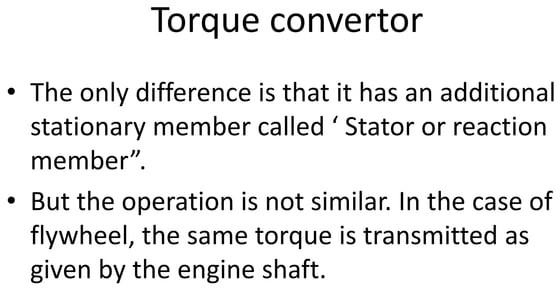 Torque convertor
• The only difference is that it has an additional
stationary member called ‘ Stator or reaction
member”.
• But the operation is not similar. In the case of
flywheel, the same torque is transmitted as
given by the engine shaft.